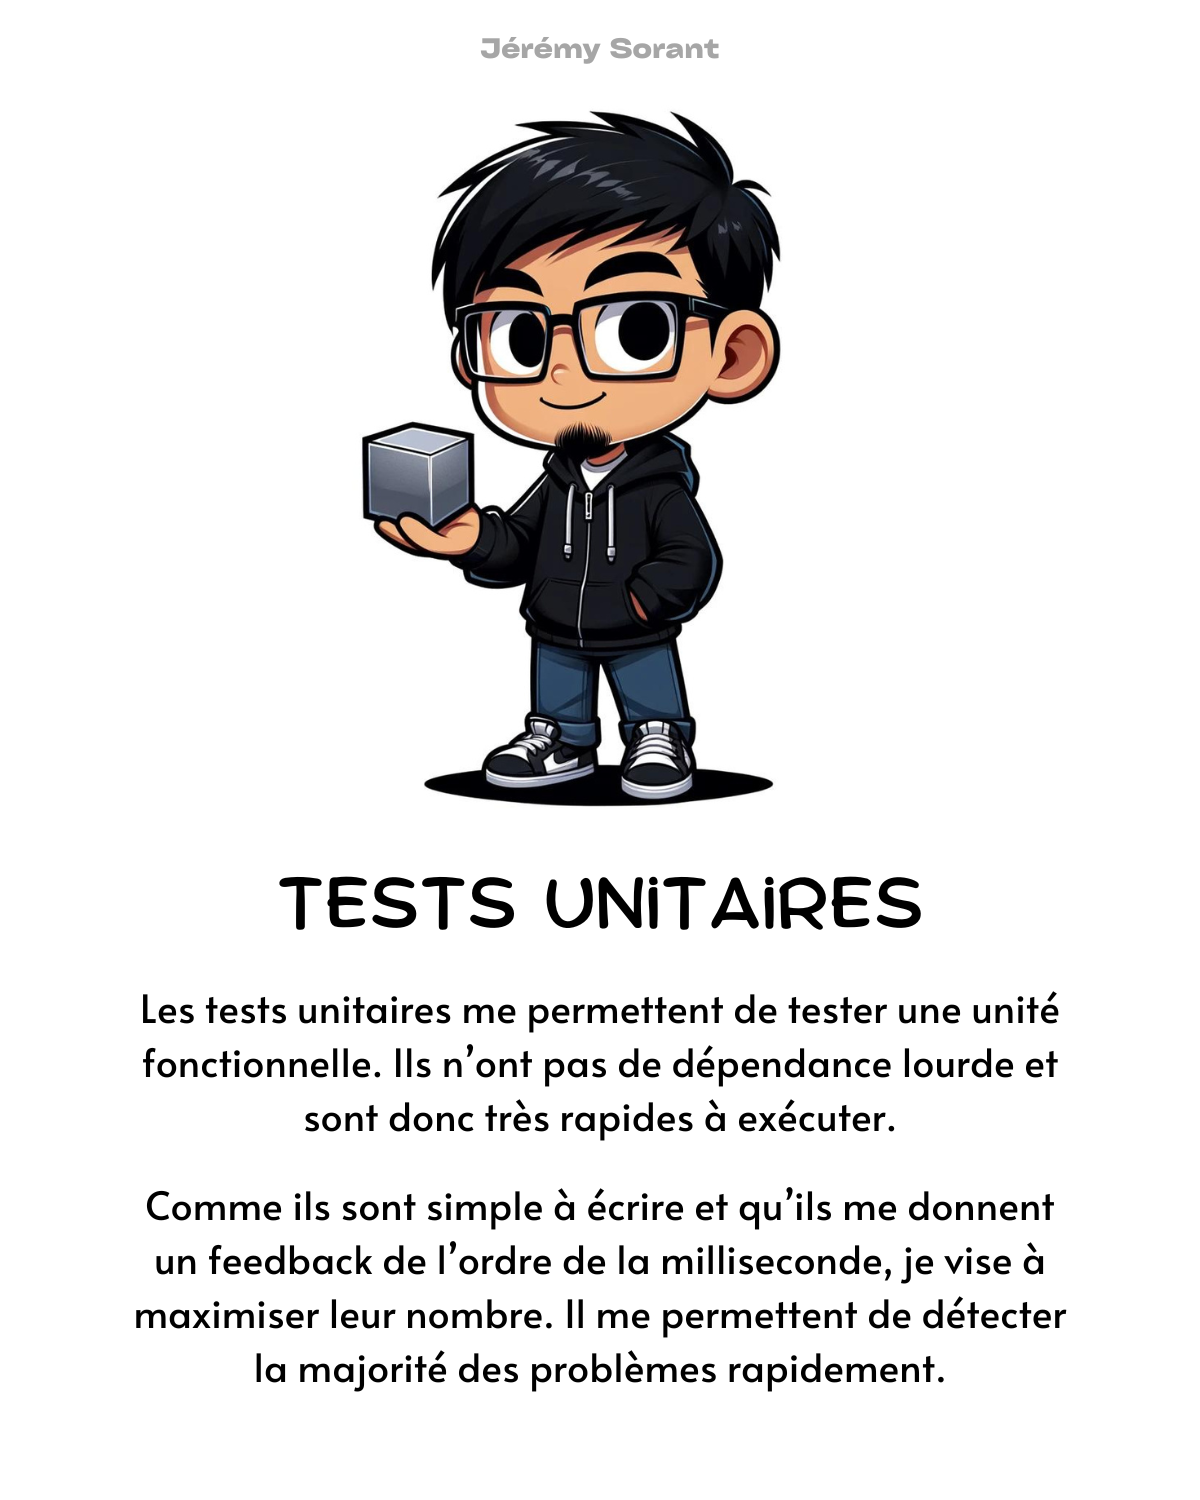 Jérémy Sorant
TESTS UNiTAiRES
Les tests unitaires me permettent de tester une unité
fonctionnelle. Ils n’ont pas de dépendance lourde et
sont donc très rapides à exécuter.
Comme ils sont simple à écrire et qu’ils me donnent
un feedback de l’ordre de la milliseconde, je vise à
maximiser leur nombre. Il me permettent de détecter
la majorité des problèmes rapidement.